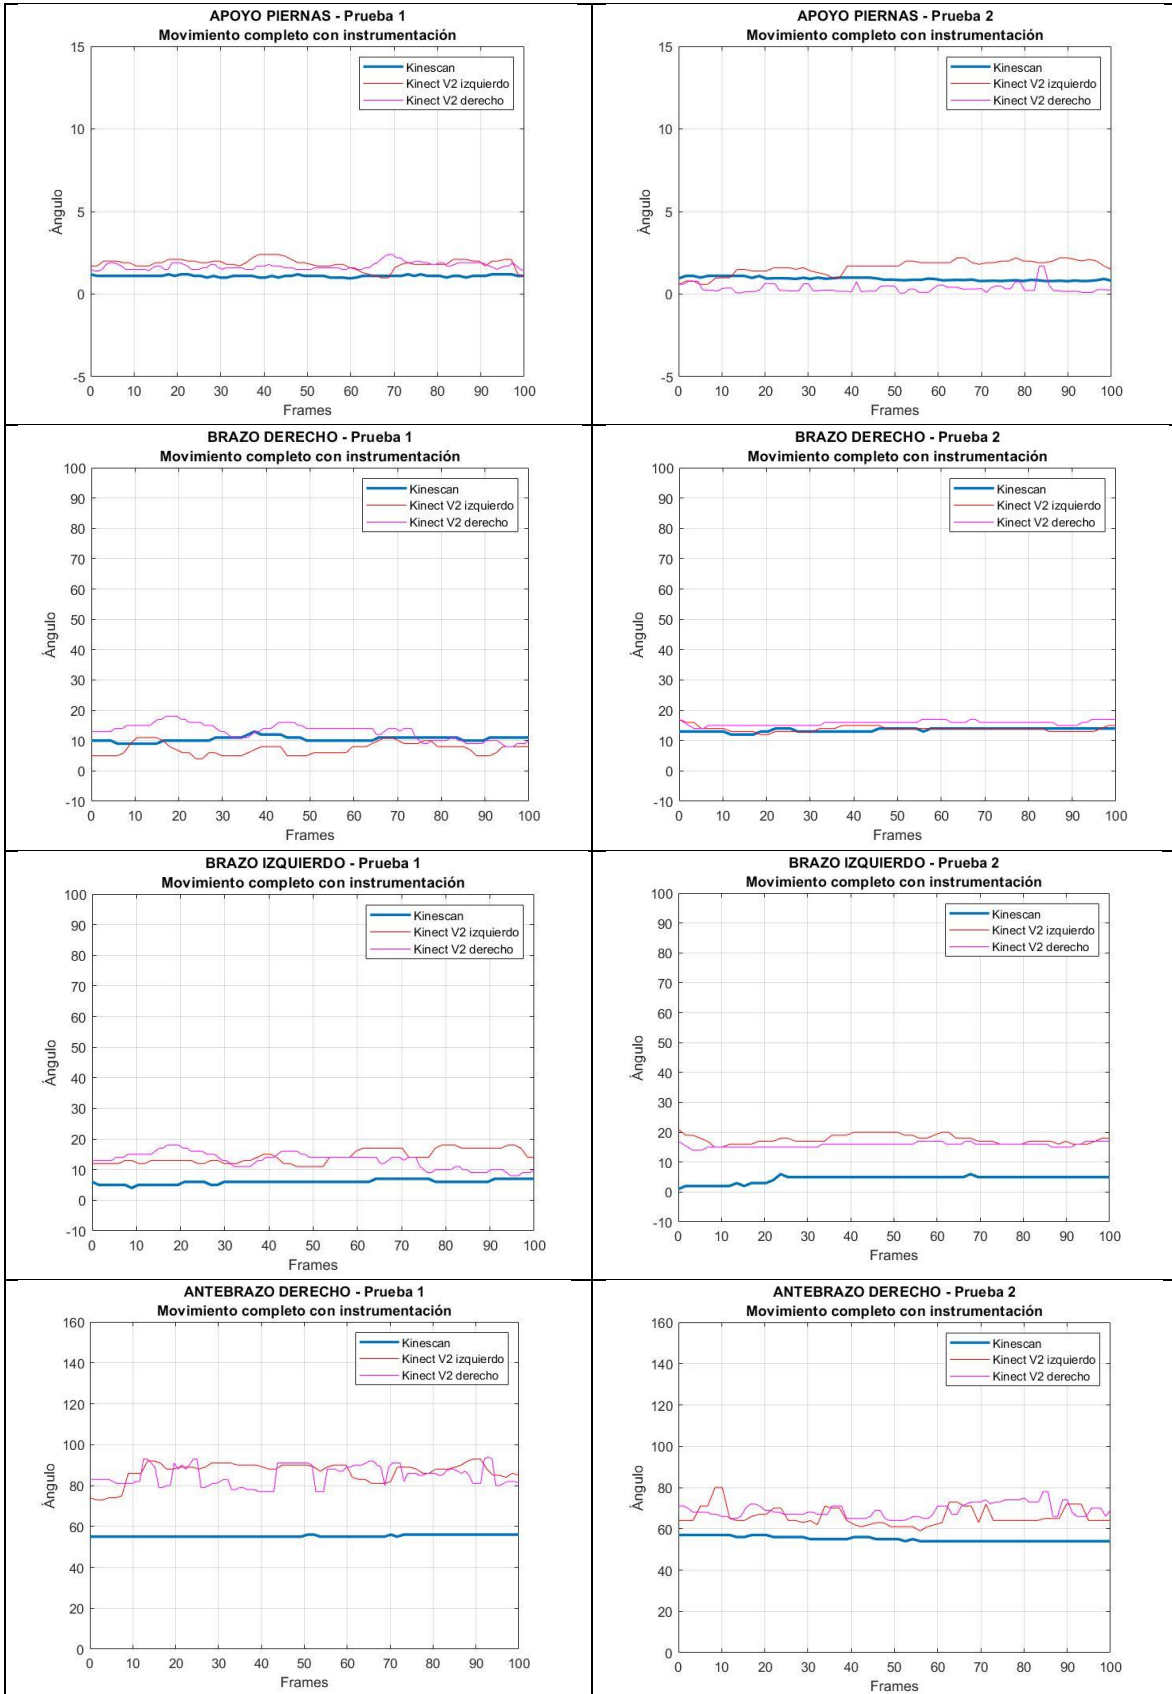 APOYO PIERNAS - Prueba 1
Movimiento completo con instrumentación
15
10
5
0
-5
Ángulo
Kinescan
Kinect V2 izquierdo
Kinect V2 derecho
0 10 20 30 40 50 60 70 80 90 100
Frames
APOYO PIERNAS - Prueba 2
Movimiento completo con instrumentación
15
10
5
0
-5
Ángulo
Kinescan
Kinect V2 izquierdo
Kinect V2 derecho
0 10 20 30 40 50 60 70 80 90 100
Frames
BRAZO DERECHO - Prueba 1
Movimiento completo con instrumentación
100
90
80
70
60
50
40
30
20
10
0
-10
Ángulo
Kinescan
Kinect V2 izquierdo
Kinect V2 derecho
0 10 20 30 40 50 60 70 80 90 100
Frames
BRAZO DERECHO - Prueba 2
Movimiento completo con instrumentación
100
90
80
70
60
50
40
30
20
10
0
-10
Ángulo
Kinescan
Kinect V2 izquierdo
Kinect V2 derecho
0 10 20 30 40 50 60 70 80 90 100
Frames
BRAZO IZQUIERDO - Prueba 1
Movimiento completo con instrumentación
100
90
80
70
60
50
40
30
20
10
0
-10
Ángulo
Kinescan
Kinect V2 izquierdo
Kinect V2 derecho
0 10 20 30 40 50 60 70 80 90 100
Frames
BRAZO IZQUIERDO - Prueba 2
Movimiento completo con instrumentación
100
90
80
70
60
50
40
30
20
10
0
-10
Ángulo
Kinescan
Kinect V2 izquierdo
Kinect V2 derecho
0 10 20 30 40 50 60 70 80 90 100
Frames
ANTEBRAZO DERECHO - Prueba 1
Movimiento completo con instrumentación
160
140
120
100
80
60
40
20
0
Ángulo
Kinescan
Kinect V2 izquierdo
Kinect V2 derecho
0 10 20 30 40 50 60 70 80 90 100
Frames
ANTEBRAZO DERECHO - Prueba 2
Movimiento completo con instrumentación
160
140
120
100
80
60
40
20
0
Ángulo
Kinescan
Kinect V2 izquierdo
Kinect V2 derecho
0 10 20 30 40 50 60 70 80 90 100
Frames